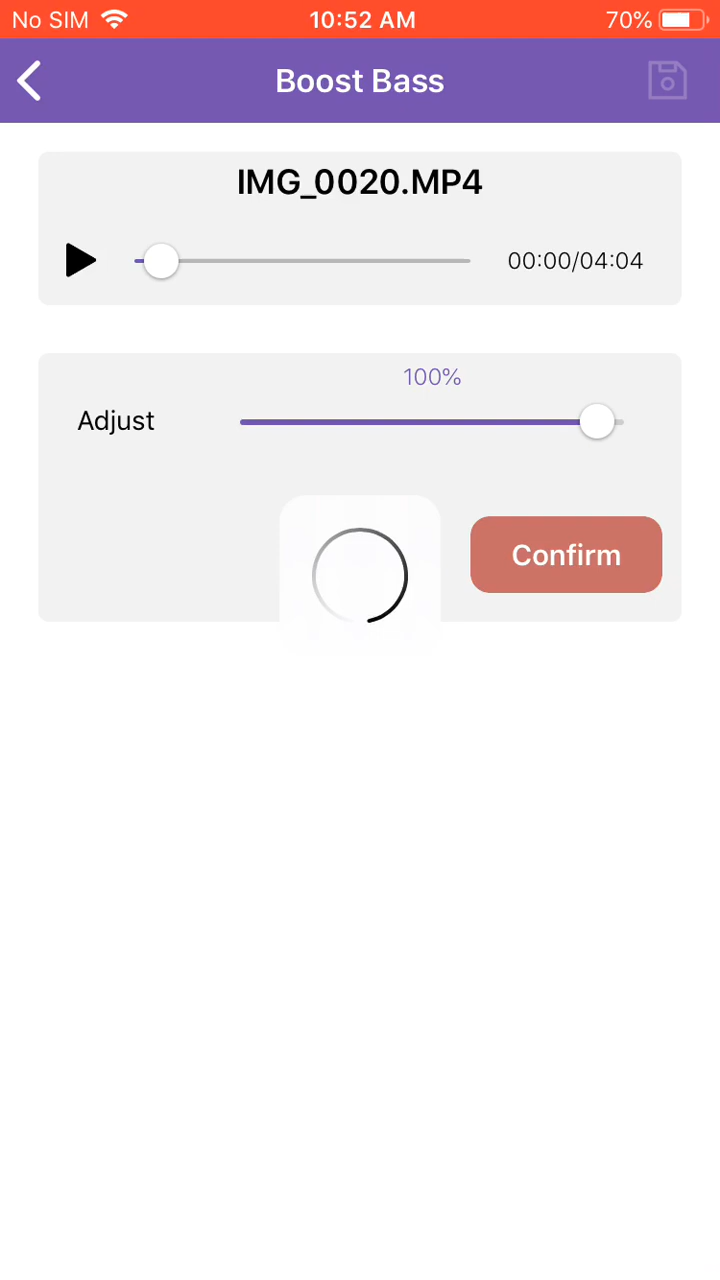 No SIM 10:52 AM 70%
Boost Bass
IMG_0020.MP4
00:00/04:04
100%
Adjust
Confirm